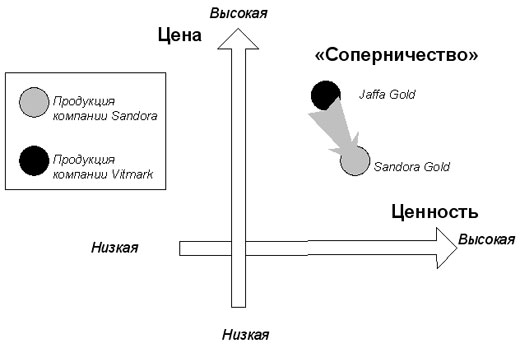 Высокая
Цена
«Соперничество»
Jaffa Gold
Продукция
компании Sandora
Продукция
компании Vitmark
Sandora Gold
Ценность
Низкая
Высокая
Низкая